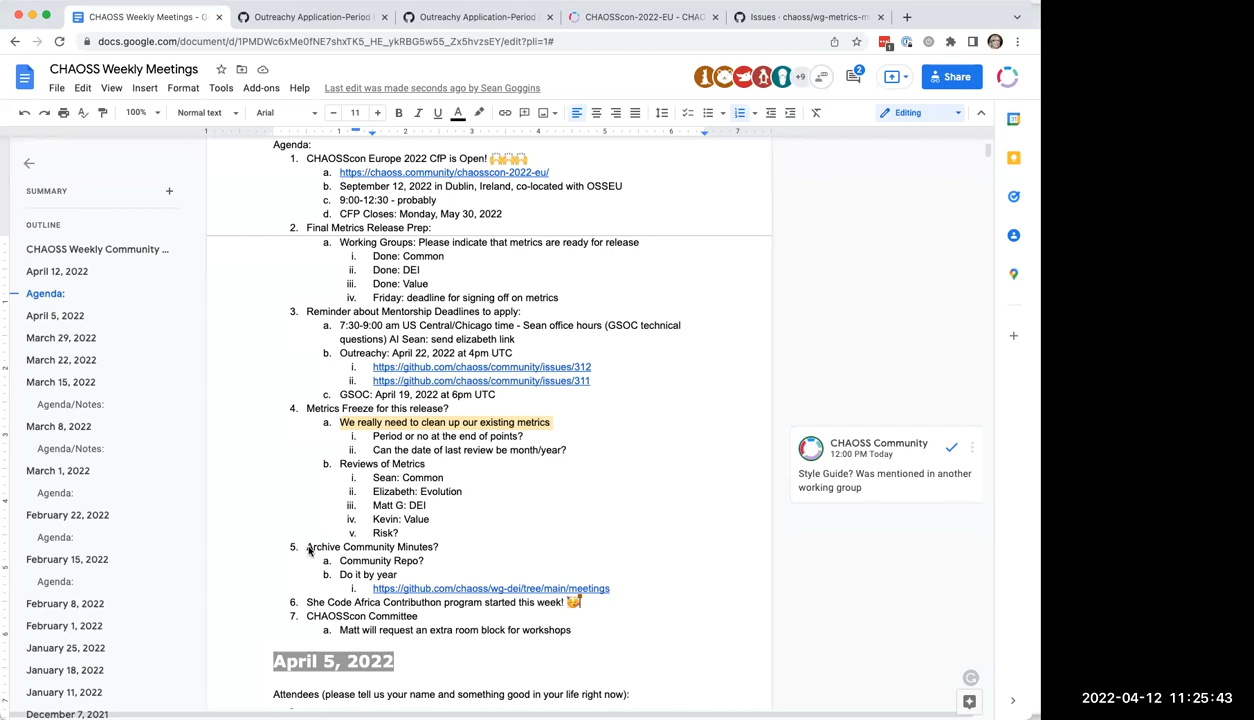 CHAOSS Weekly Meetings - G
Outreachy Application-Period
Outreachy Application-Period
CHAOSScon-2022-EU - CHAO
Issues · chaoss/wg-metrics-m
docs.google.com/document/d/1PMDWc6xMe0fNE7shxTK5_HE_ykRBG5w55_Zx5hvzsEY/edit?pli=1#
1
CHAOSS Weekly Meetings
+9
2
Share
File Edit View Insert Format Tools Add-ons Help Last edit was made seconds ago by Sean Goggins
100% Normal text Arial 11 B I U A Editing
1 1 2 3 4 5 6 7
SUMMARY
OUTLINE
CHAOSS Weekly Community ...
April 12, 2022
Agenda:
April 5, 2022
March 29, 2022
March 22, 2022
March 15, 2022
Agenda/Notes:
March 8, 2022
Agenda/Notes:
March 1, 2022
Agenda:
February 22, 2022
Agenda:
February 15, 2022
Agenda:
February 8, 2022
February 1, 2022
January 25, 2022
January 18, 2022
January 11, 2022
December 7, 2021
Agenda:
1. CHAOSScon Europe 2022 CfP is Open! 🙌🙌🙌
a. https://chaoss.community/chaosscon-2022-eu/
b. September 12, 2022 in Dublin, Ireland, co-located with OSSEU
c. 9:00-12:30 - probably
d. CFP Closes: Monday, May 30, 2022
2. Final Metrics Release Prep:
a. Working Groups: Please indicate that metrics are ready for release
i. Done: Common
ii. Done: DEI
iii. Done: Value
iv. Friday: deadline for signing off on metrics
3. Reminder about Mentorship Deadlines to apply:
a. 7:30-9:00 am US Central/Chicago time - Sean office hours (GSOC technical
questions) AI Sean: send elizabeth link
b. Outreachy: April 22, 2022 at 4pm UTC
i. https://github.com/chaoss/community/issues/312
ii. https://github.com/chaoss/community/issues/311
c. GSOC: April 19, 2022 at 6pm UTC
4. Metrics Freeze for this release?
a. We really need to clean up our existing metrics
i. Period or no at the end of points?
ii. Can the date of last review be month/year?
b. Reviews of Metrics
i. Sean: Common
ii. Elizabeth: Evolution
iii. Matt G: DEI
iv. Kevin: Value
v. Risk?
5. Archive Community Minutes?
a. Community Repo?
b. Do it by year
i. https://github.com/chaoss/wg-dei/tree/main/meetings
6. She Code Africa Contributhon program started this week! 🥳
7. CHAOSScon Committee
a. Matt will request an extra room block for workshops
April 5, 2022
Attendees (please tell us your name and something good in your life right now):
CHAOSS Community
12:00 PM Today
Style Guide? Was mentioned in another
working group
2022-04-12 11:25:43